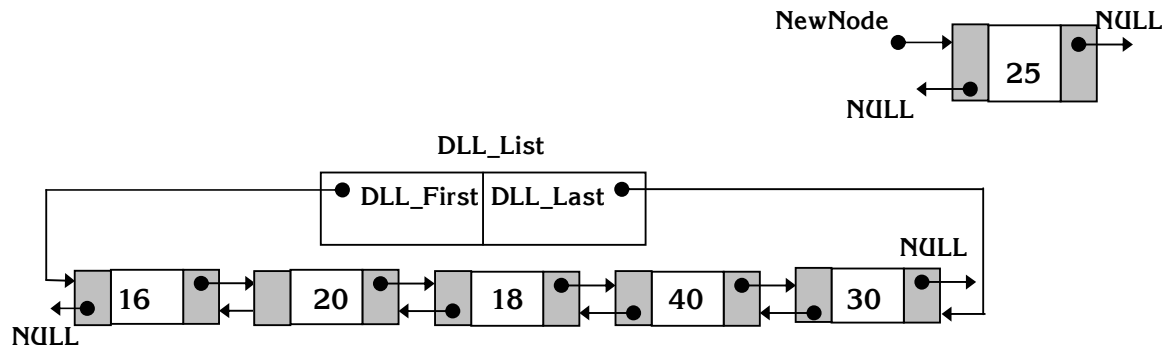 NewNode
NULL
25
NULL
DLL_List
DLL_First
DLL_Last
NULL
16
20
18
40
30
NULL